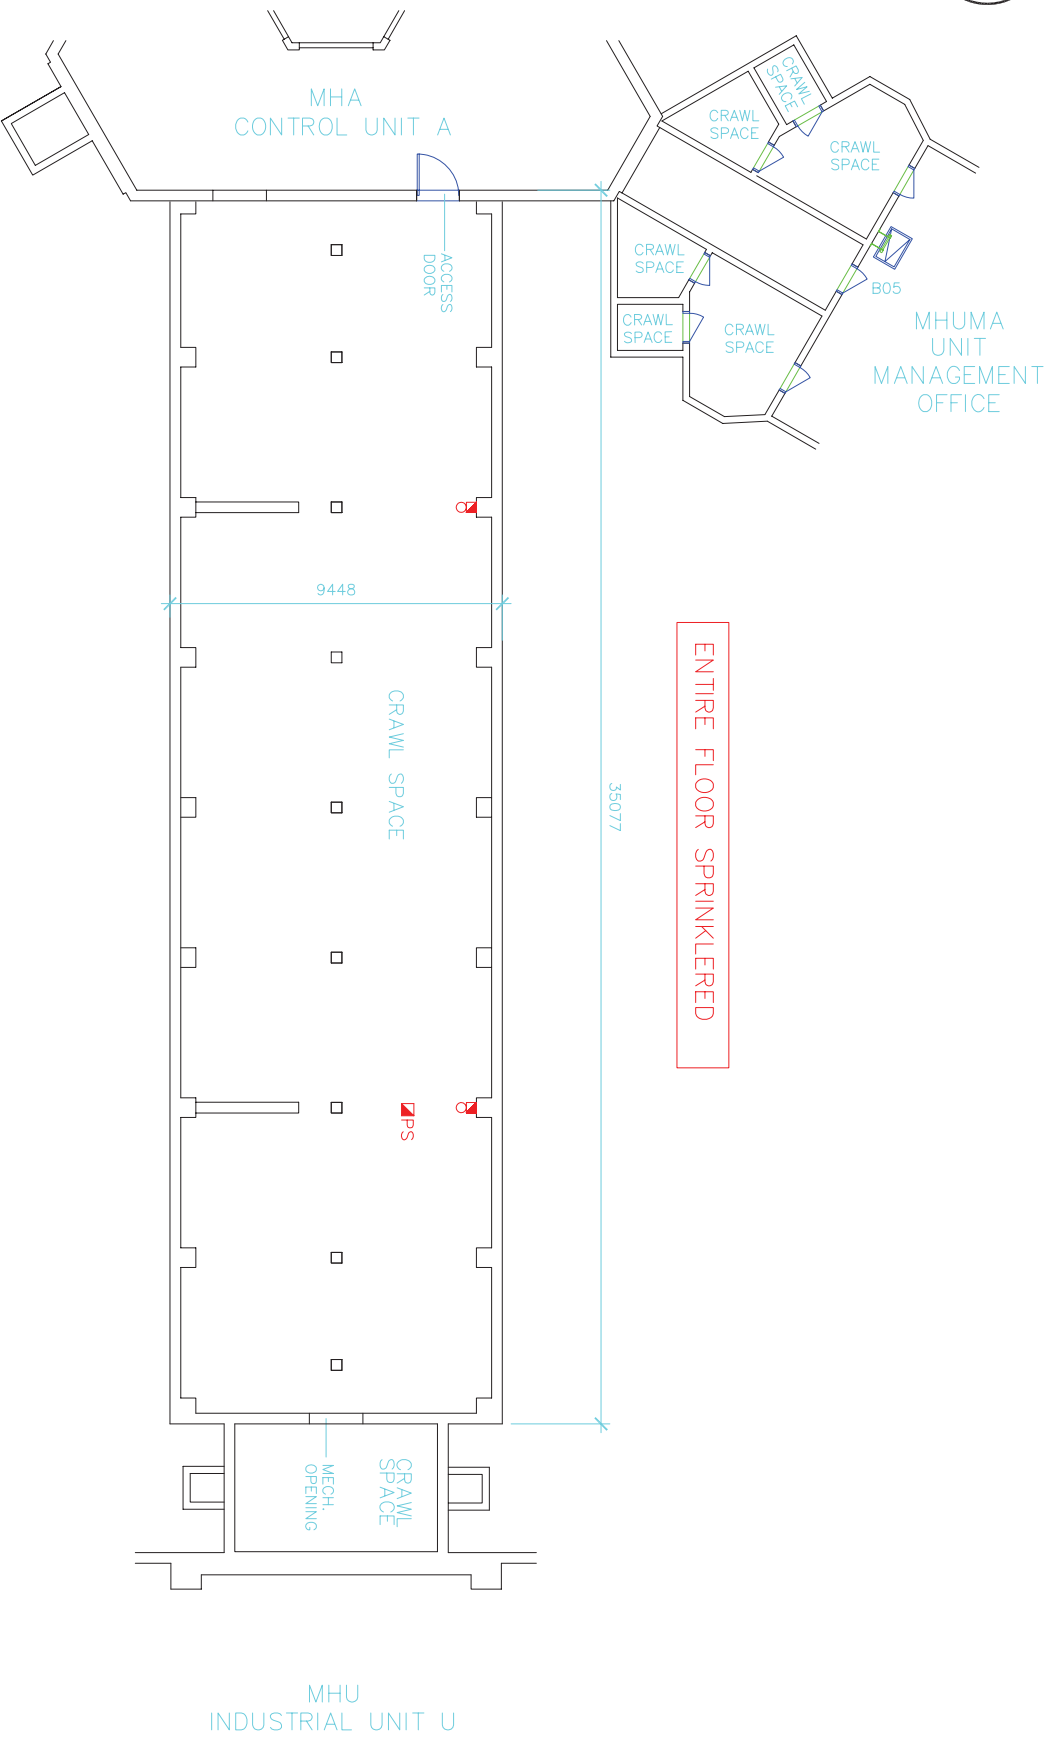 MHA
CONTROL UNIT A
CRAWL
SPACE
CRAWL
SPACE
CRAWL
SPACE
ACCESS
DOOR
CRAWL
SPACE
CRAWL
SPACE
CRAWL
SPACE
B05
MHUMA
UNIT
MANAGEMENT
OFFICE
9448
CRAWL SPACE
35077
ENTIRE FLOOR SPRINKLERED
PS
MECH.
OPENING
CRAWL
SPACE
MHU
INDUSTRIAL UNIT U